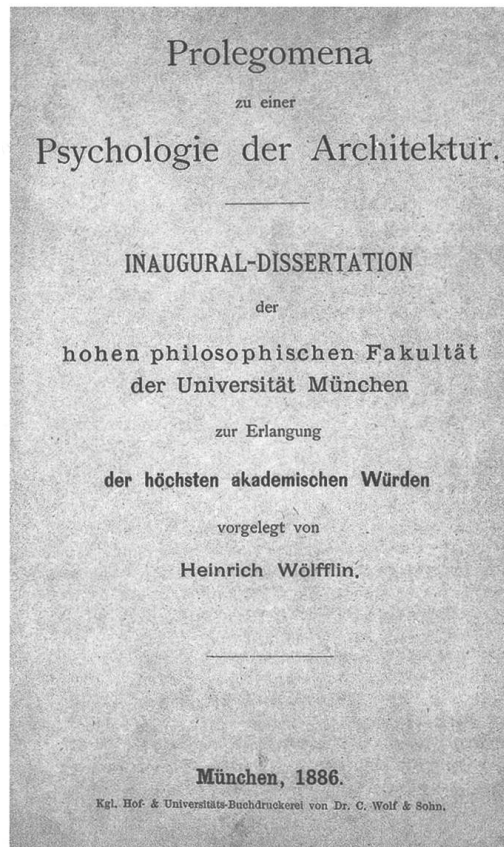 Prolegomena
zu einer
Psychologie der Architektur.
INAUGURAL-DISSERTATION
der
hohen philosophischen Fakultät
der Universität München
zur Erlangung
der höchsten akademischen Würden
vorgelegt von
Heinrich Wölfflin.
München, 1886.
Kgl. Hof- & Universitäts-Buchdruckerei von Dr. C. Wolf & Sohn.